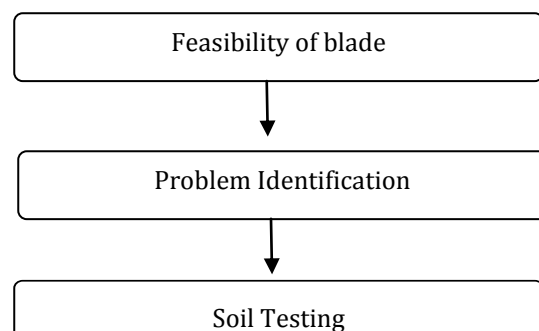 Feasibility of blade
Problem Identification
Soil Testing